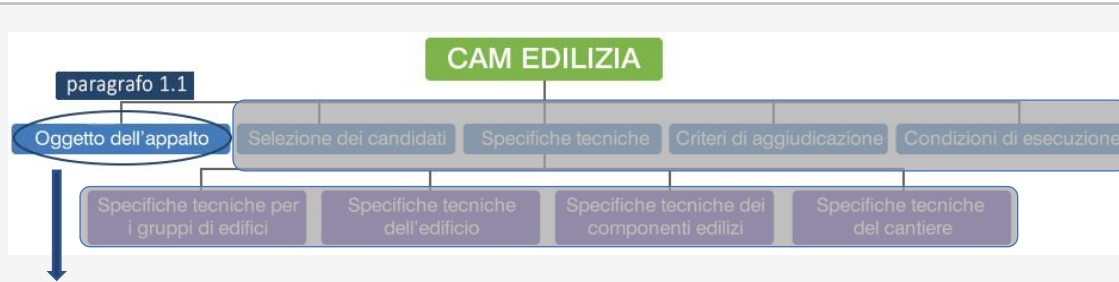 CAM EDILIZIA
paragrafo 1.1
Oggetto dell'appalto
Selezione dei candidati
Specifiche tecniche
Criteri di aggiudicazione
Condizioni di esecuzione
Specifiche tecniche per
i gruppi di edifici
Specifiche tecniche
dell'edificio
Specifiche tecniche dei
componenti edilizi
Specifiche tecniche
del cantiere